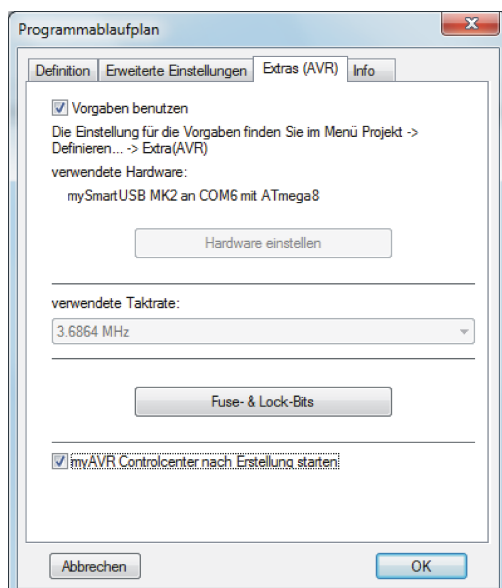 Programmablaufplan
Definition Erweiterte Einstellungen Extras (AVR) Info
Vorgaben benutzen
Die Einstellung für die Vorgaben finden Sie im Menü Projekt ->
Definieren... -> Extra(AVR)
verwendete Hardware:
mySmartUSB MK2 an COM6 mit ATmega8
Hardware einstellen
verwendete Taktrate:
3.6864 MHz
Fuse- & Lock-Bits
myAVR Controlcenter nach Erstellung starten
Abbrechen OK